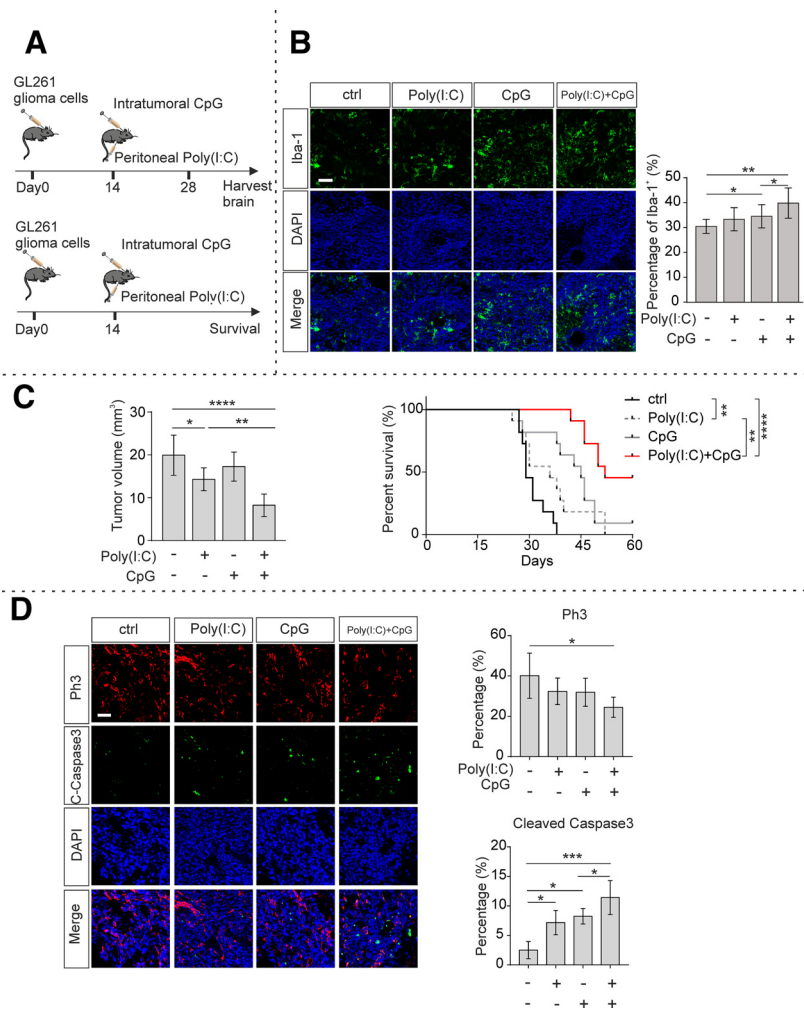 A
GL261
glioma cells
Intratumoral CpG
Peritoneal Poly(I:C)
Day0
14
28
Harvest
brain
GL261
glioma cells
Intratumoral CpG
Peritoneal Poly(I:C)
Day0
14
Survival
B
ctrl
Poly(I:C)
CpG
Poly(I:C)+CpG
Iba-1
DAPI
Merge
Percentage of Iba-1+ (%)
50
40
30
20
10
0
**
*
*
Poly(I:C) - + - +
CpG - - + +
C
Tumor volume (mm3)
30
20
10
0
****
*
**
Poly(I:C) - + - +
CpG - - + +
Percent survival (%)
100
50
0
0 15 30 45 60
Days
ctrl
Poly(I:C)
CpG
Poly(I:C)+CpG
**
**
****
D
ctrl
Poly(I:C)
CpG
Poly(I:C)+CpG
Ph3
C-Caspase3
DAPI
Merge
Ph3
Percentage (%)
60
40
20
0
*
Poly(I:C) - + - +
CpG - - + +
Cleaved Caspase3
Percentage (%)
20
15
10
5
0
***
*
*
*
- + - +
- - + +